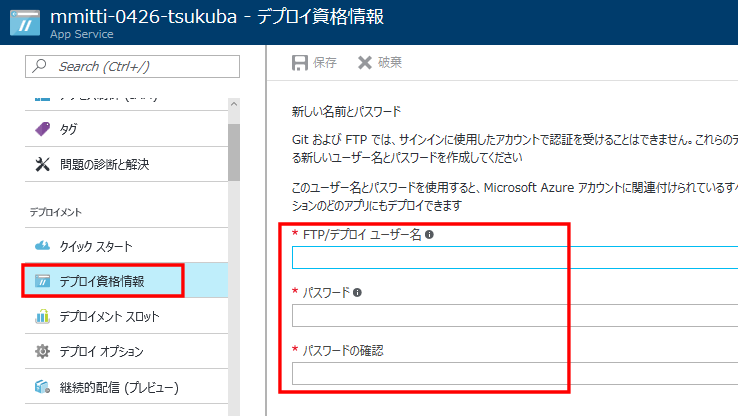 mmitti-0426-tsukuba - デプロイ資格情報
App Service
Search (Ctrl+/)
保存
破棄
タグ
問題の診断と解決
デプロイメント
クイック スタート
デプロイ資格情報
デプロイメント スロット
デプロイ オプション
継続的配信 (プレビュー)
新しい名前とパスワード
Git および FTP では、サインインに使用したアカウントで認証を受けることはできません。これらのデ
る新しいユーザー名とパスワードを作成してください
このユーザー名とパスワードを使用すると、Microsoft Azure アカウントに関連付けられているすべ
ションのどのアプリにもデプロイできます
* FTP/デプロイ ユーザー名
* パスワード
* パスワードの確認